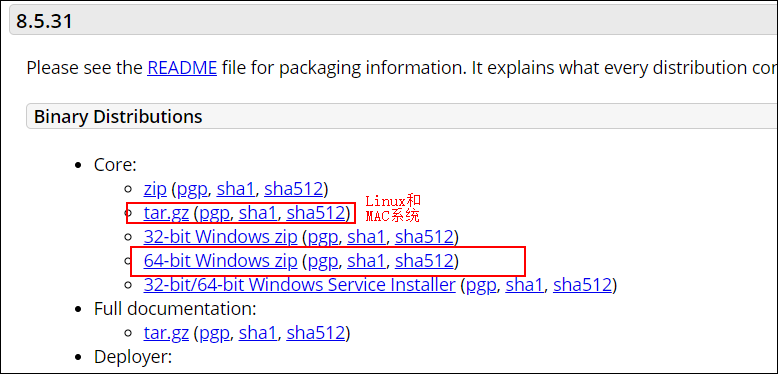 8.5.31
Please see the README file for packaging information. It explains what every distribution con
Binary Distributions
Core:
zip (pgp, sha1, sha512)
tar.gz (pgp, sha1, sha512)
Linux和
MAC系统
32-bit Windows zip (pgp, sha1, sha512)
64-bit Windows zip (pgp, sha1, sha512)
32-bit/64-bit Windows Service Installer (pgp, sha1, sha512)
Full documentation:
tar.gz (pgp, sha1, sha512)
Deployer: